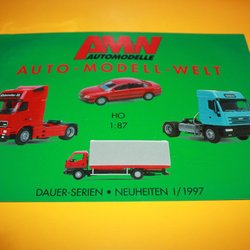 AMW
AUTOMODELLE
AUTO-MODELL-WELT
HO
1:87
DAUER-SERIEN • NEUHEITEN 1/1997